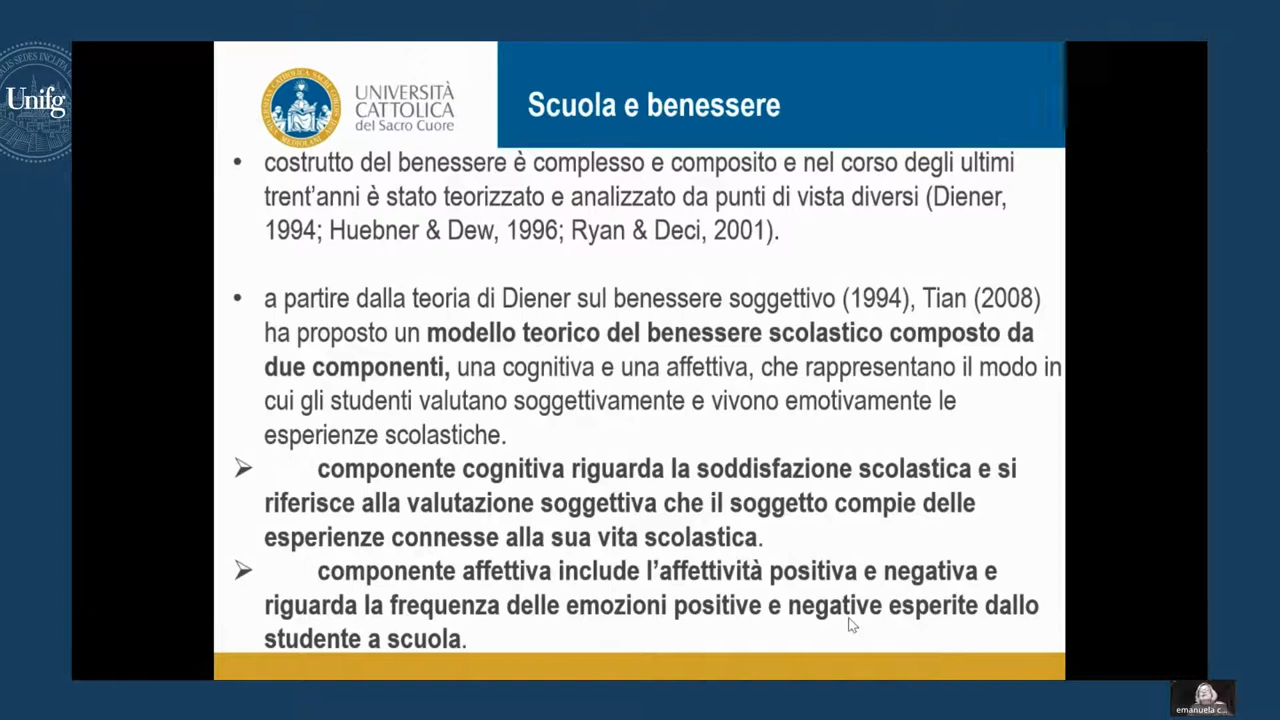 Unifg
UNIVERSITÀ
CATTOLICA
del Sacro Cuore
Scuola e benessere
• costrutto del benessere è complesso e composito e nel corso degli ultimi
trent'anni è stato teorizzato e analizzato da punti di vista diversi (Diener,
1994; Huebner & Dew, 1996; Ryan & Deci, 2001).
• a partire dalla teoria di Diener sul benessere soggettivo (1994), Tian (2008)
ha proposto un modello teorico del benessere scolastico composto da
due componenti, una cognitiva e una affettiva, che rappresentano il modo in
cui gli studenti valutano soggettivamente e vivono emotivamente le
esperienze scolastiche.
➢ componente cognitiva riguarda la soddisfazione scolastica e si
riferisce alla valutazione soggettiva che il soggetto compie delle
esperienze connesse alla sua vita scolastica.
➢ componente affettiva include l'affettività positiva e negativa e
riguarda la frequenza delle emozioni positive e negative esperite dallo
studente a scuola.
emanuela c...